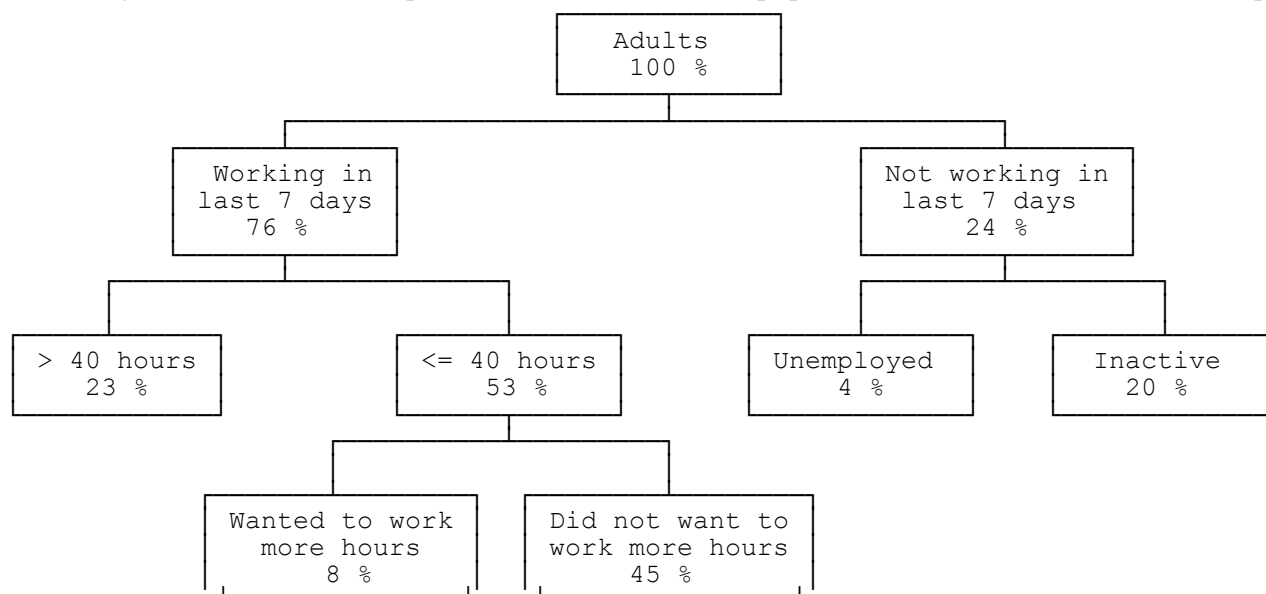 Adults
100 %
Working in
last 7 days
76 %
Not working in
last 7 days
24 %
> 40 hours
23 %
<= 40 hours
53 %
Unemployed
4 %
Inactive
20 %
Wanted to work
more hours
8 %
Did not want to
work more hours
45 %